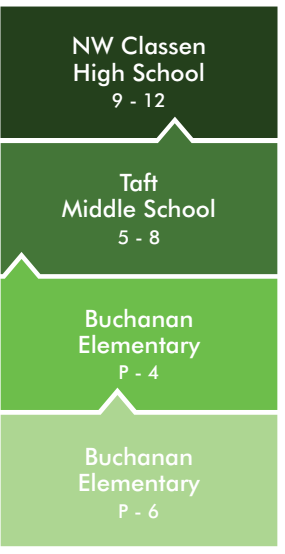 NW Classen
High School
9 - 12
Taft
Middle School
5 - 8
Buchanan
Elementary
P - 4
Buchanan
Elementary
P - 6